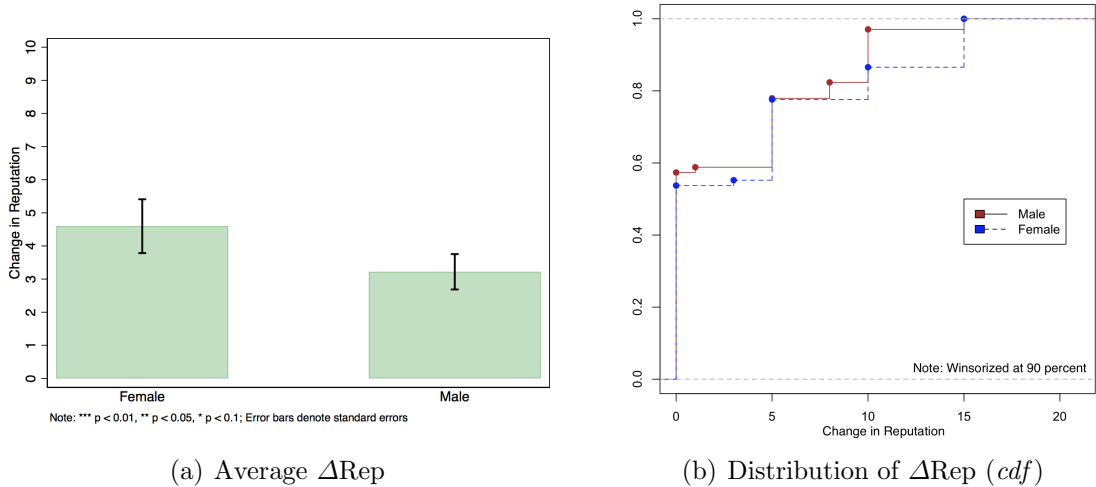 Change in Reputation
10
9
8
7
6
5
4
3
2
1
0
Female Male
Note: *** p < 0.01, ** p < 0.05, * p < 0.1; Error bars denote standard errors
(a) Average ΔRep
1.0
0.8
0.6
0.4
0.2
0.0
Male
Female
Note: Winsorized at 90 percent
0 5 10 15 20
Change in Reputation
(b) Distribution of ΔRep (cdf)